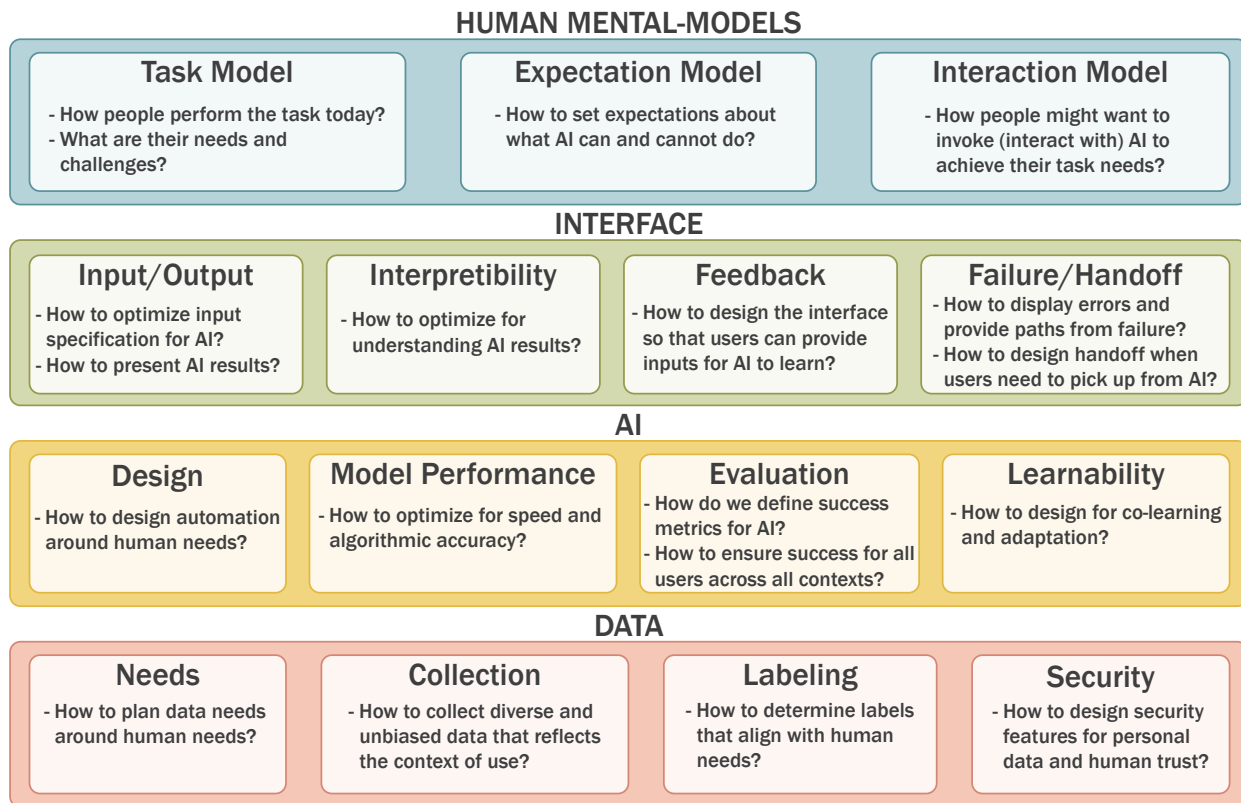 HUMAN MENTAL-MODELS
Task Model
- How people perform the task today?
- What are their needs and
challenges?
Expectation Model
- How to set expectations about
what AI can and cannot do?
Interaction Model
- How people might want to
invoke (interact with) AI to
achieve their task needs?
INTERFACE
Input/Output
- How to optimize input
specification for AI?
- How to present AI results?
Interpretibility
- How to optimize for
understanding AI results?
Feedback
- How to design the interface
so that users can provide
inputs for AI to learn?
Failure/Handoff
- How to display errors and
provide paths from failure?
- How to design handoff when
users need to pick up from AI?
AI
Design
- How to design automation
around human needs?
Model Performance
- How to optimize for speed and
algorithmic accuracy?
Evaluation
- How do we define success
metrics for AI?
- How to ensure success for all
users across all contexts?
Learnability
- How to design for co-learning
and adaptation?
DATA
Needs
- How to plan data needs
around human needs?
Collection
- How to collect diverse and
unbiased data that reflects
the context of use?
Labeling
- How to determine labels
that align with human
needs?
Security
- How to design security
features for personal
data and human trust?